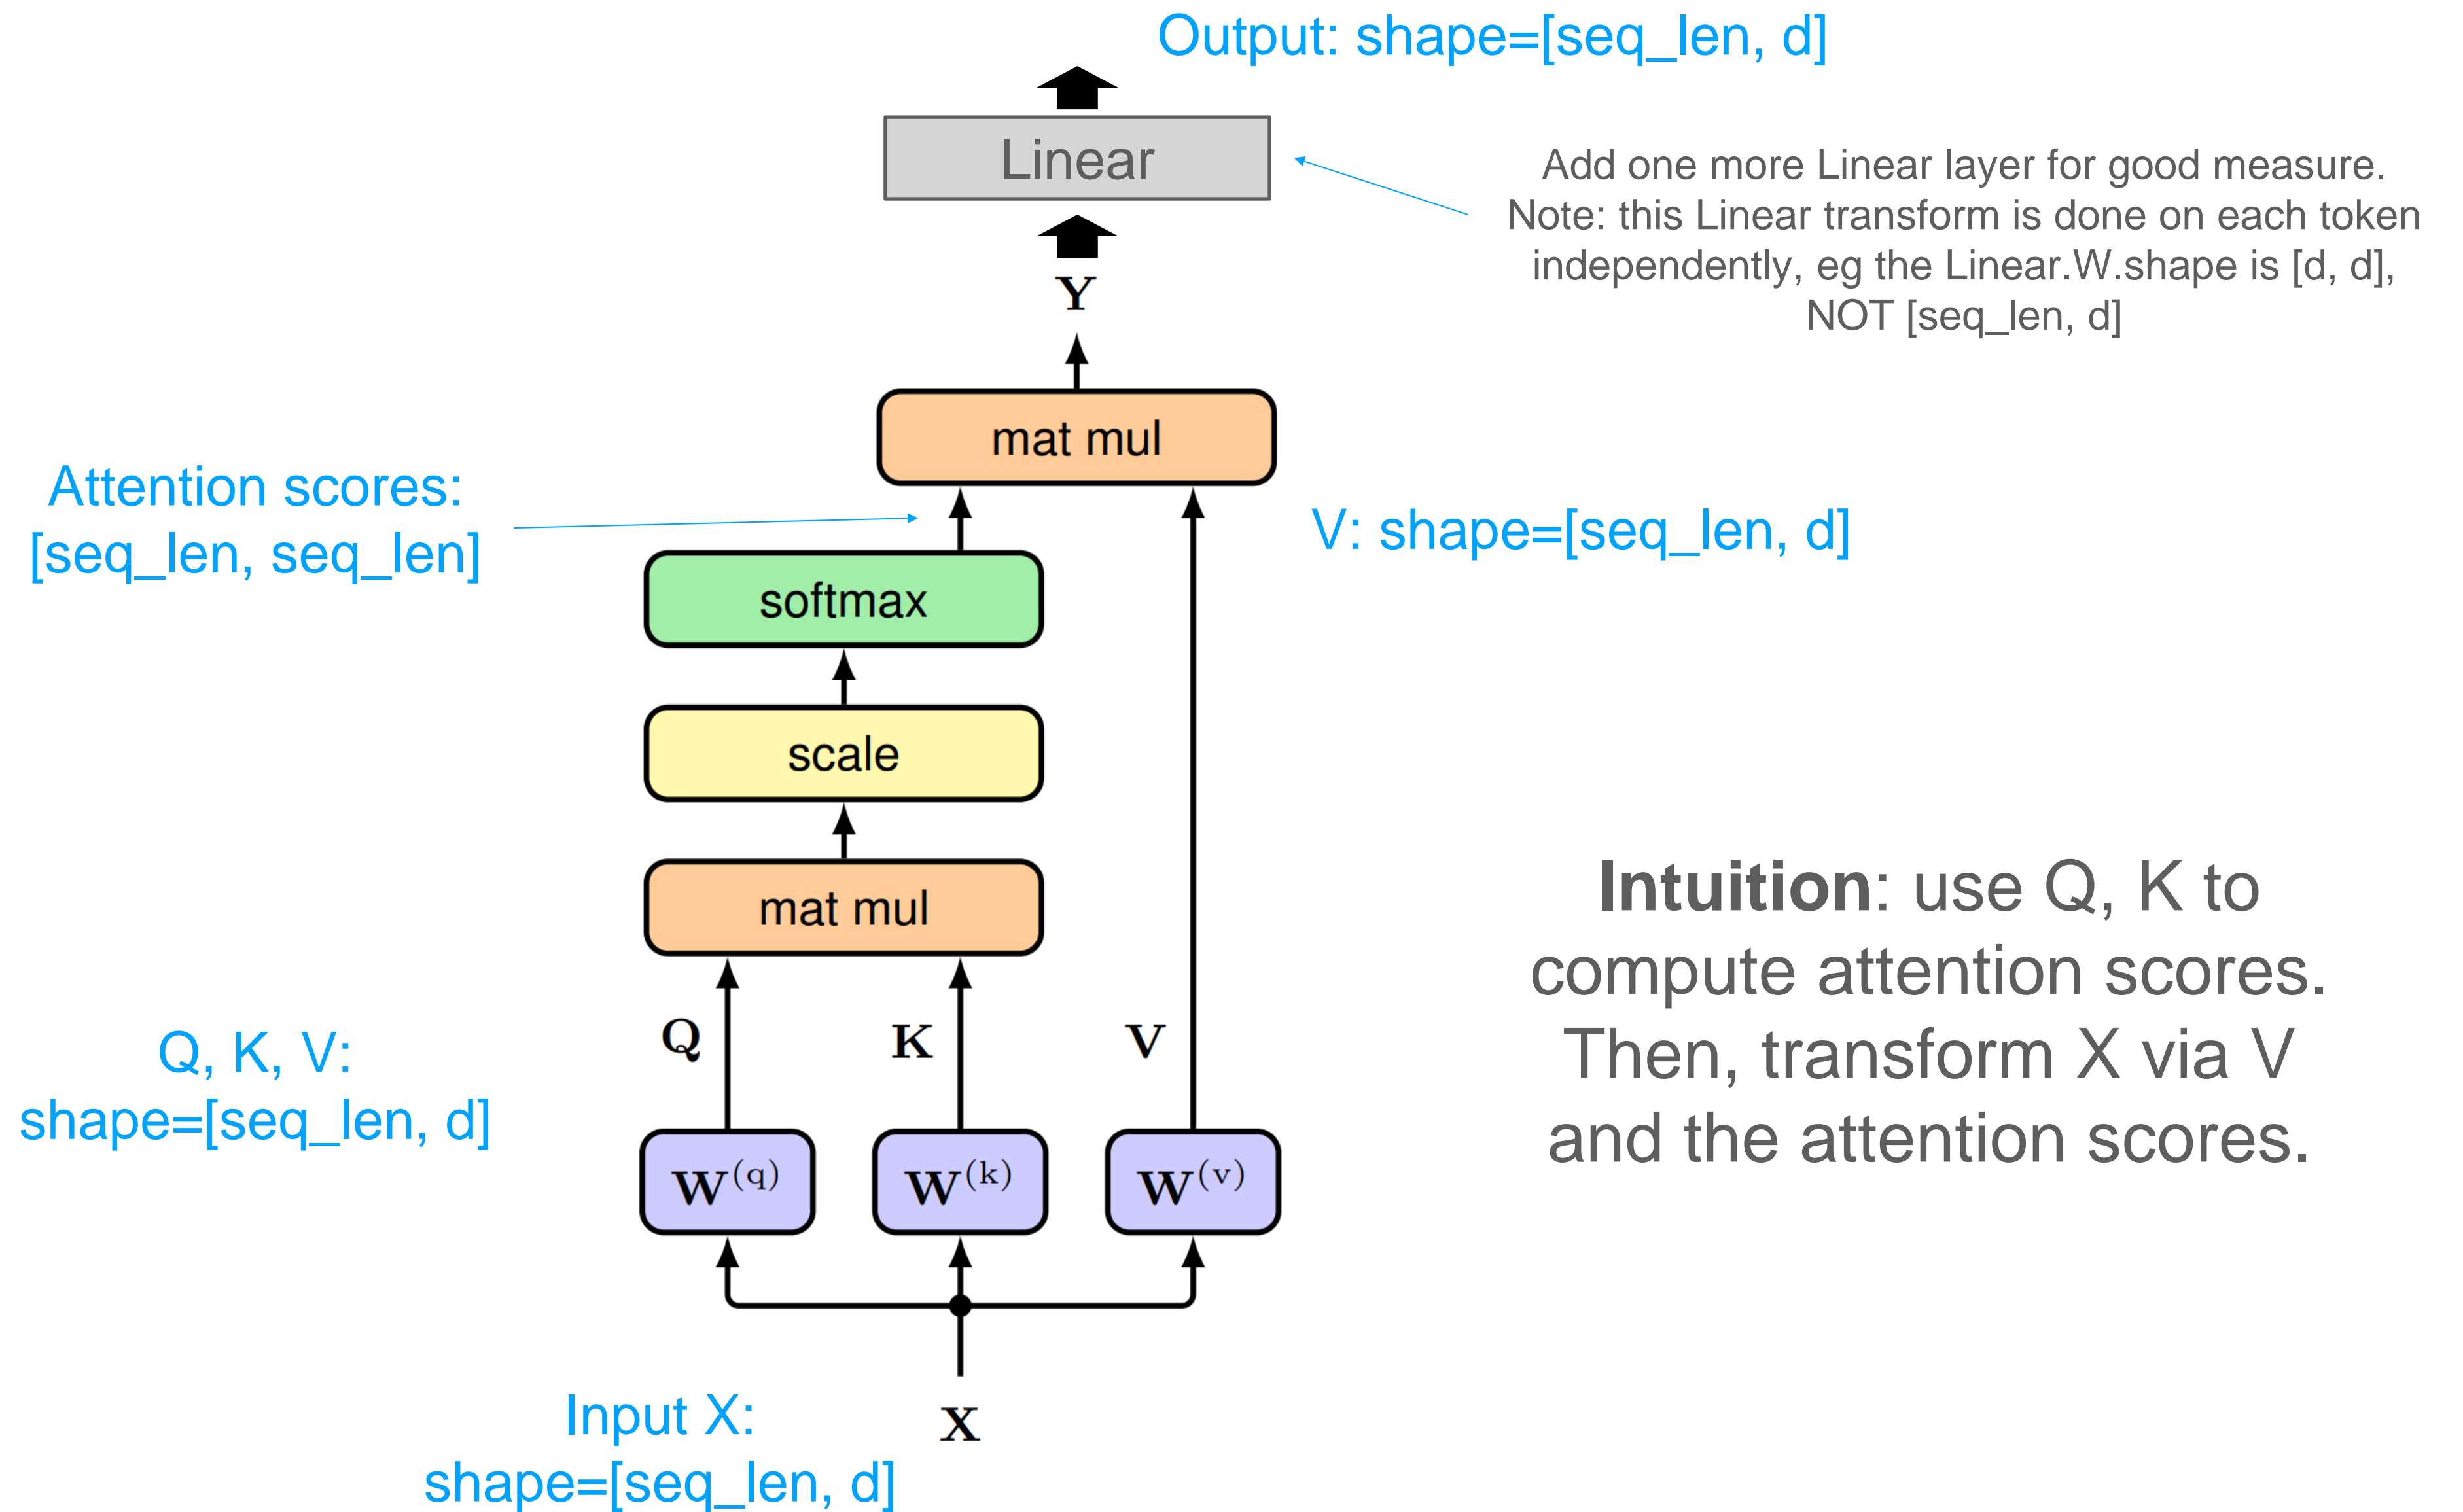 Output: shape=[seq_len, d]
Linear
Add one more Linear layer for good measure.
Note: this Linear transform is done on each token
independently, eg the Linear.W.shape is [d, d],
NOT [seq_len, d]
Y
mat mul
Attention scores:
[seq_len, seq_len]
V: shape=[seq_len, d]
softmax
scale
mat mul
Intuition: use Q, K to
compute attention scores.
Then, transform X via V
and the attention scores.
Q
K
V
Q, K, V:
shape=[seq_len, d]
W(q)
W(k)
W(v)
Input X:
shape=[seq_len, d]
X